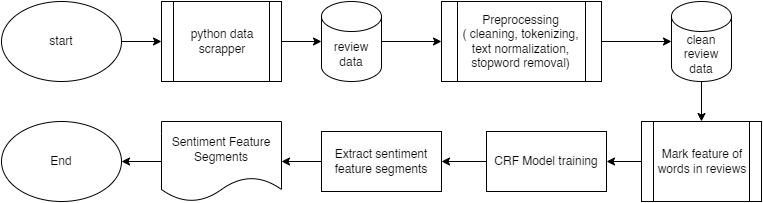 start
python data
scrapper
review
data
Preprocessing
( cleaning, tokenizing,
text normalization,
stopword removal)
clean
review
data
Mark feature of
words in reviews
CRF Model training
Extract sentiment
feature segments
Sentiment Feature
Segments
End